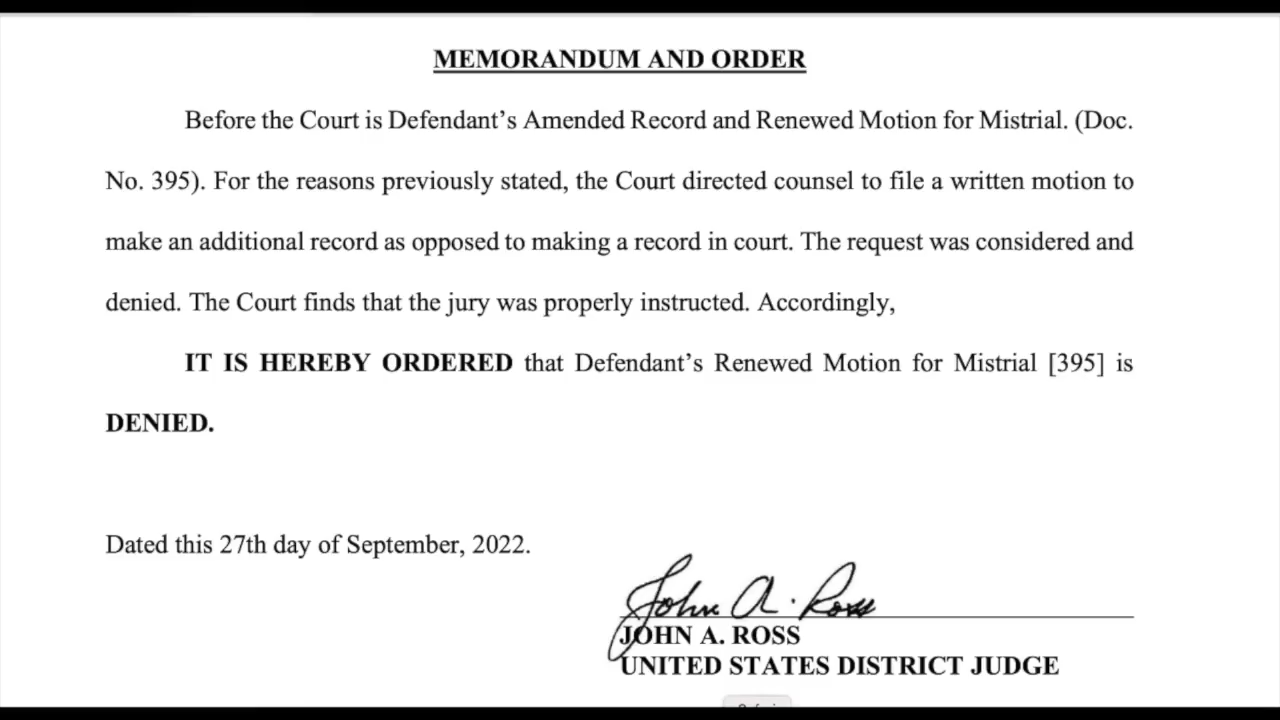 MEMORANDUM AND ORDER
Before the Court is Defendant’s Amended Record and Renewed Motion for Mistrial. (Doc.
No. 395). For the reasons previously stated, the Court directed counsel to file a written motion to
make an additional record as opposed to making a record in court. The request was considered and
denied. The Court finds that the jury was properly instructed. Accordingly,
IT IS HEREBY ORDERED that Defendant’s Renewed Motion for Mistrial [395] is
DENIED.
Dated this 27th day of September, 2022.
John A. Ross
JOHN A. ROSS
UNITED STATES DISTRICT JUDGE